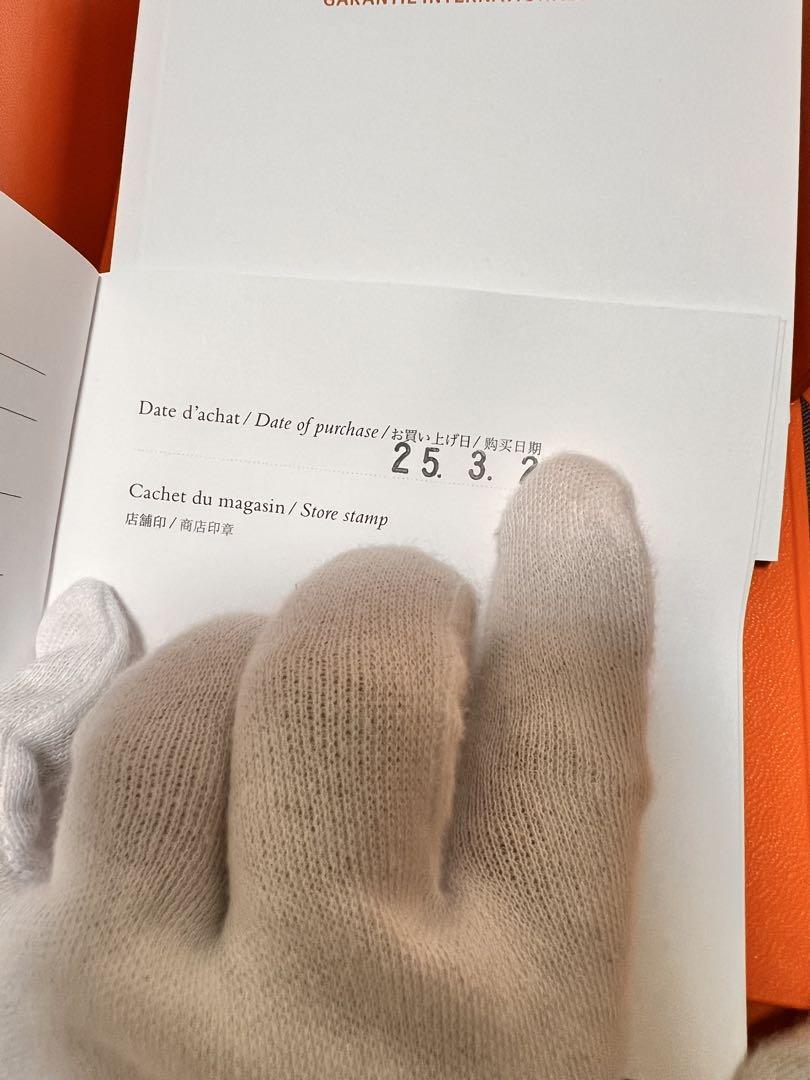 Date d'achat / Date of purchase / お買い上げ日 / 购买日期
25. 3. 2
Cachet du magasin / Store stamp
店舗印 / 商店印章